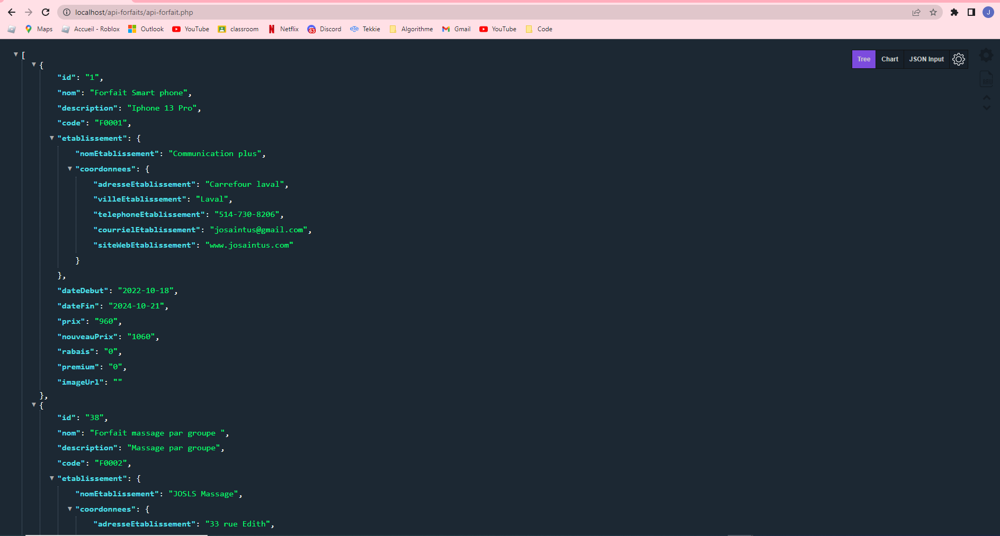 localhost/api-forfaits/api-forfait.php
J
Maps Accueil - Roblox Outlook YouTube classroom Netflix 63 Discord eTe Tekkie Algorithme Gmail YouTube Code
Tree Chart JSON Input
[
{
"id": "1",
"nom": "Forfait Smart phone",
"description": "Iphone 13 Pro",
"code": "F0001",
"etablissement": {
"nomEtablissement": "Communication plus",
"coordonnees": {
"adresseEtablissement": "Carrefour laval",
"villeEtablissement": "Laval",
"telephoneEtablissement": "514-730-8206",
"courrielEtablissement": "josaintus@gmail.com",
"siteWebEtablissement": "www.josaintus.com"
}
},
"dateDebut": "2022-10-18",
"dateFin": "2024-10-21",
"prix": "960",
"nouveauPrix": "1060",
"rabais": "0",
"premium": "0",
"imageUrl": ""
},
{
"id": "38",
"nom": "Forfait massage par groupe ",
"description": "Massage par groupe",
"code": "F0002",
"etablissement": {
"nomEtablissement": "JOSLS Massage",
"coordonnees": {
"adresseEtablissement": "33 rue Edith",